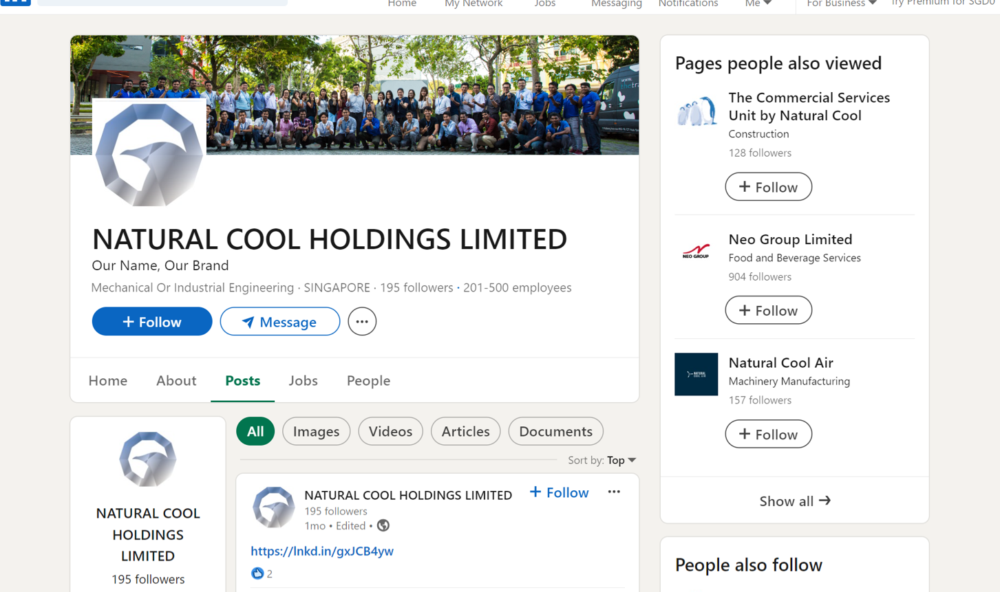 Home
My Network
Jobs
Messaging
Notifications
Me
For Business
Try Premium for SGD0
NATURAL COOL HOLDINGS LIMITED
Our Name, Our Brand
Mechanical Or Industrial Engineering · SINGAPORE · 195 followers · 201-500 employees
+ Follow
Message
Home
About
Posts
Jobs
People
NATURAL COOL
HOLDINGS
LIMITED
195 followers
All
Images
Videos
Articles
Documents
Sort by: Top
NATURAL COOL HOLDINGS LIMITED
+ Follow
195 followers
1mo • Edited •
https://lnkd.in/gxJCB4yw
2
Pages people also viewed
The Commercial Services
Unit by Natural Cool
Construction
128 followers
+ Follow
NEO GROUP
Neo Group Limited
Food and Beverage Services
904 followers
+ Follow
NATURAL
COOL AIR
Natural Cool Air
Machinery Manufacturing
157 followers
+ Follow
Show all →
People also follow